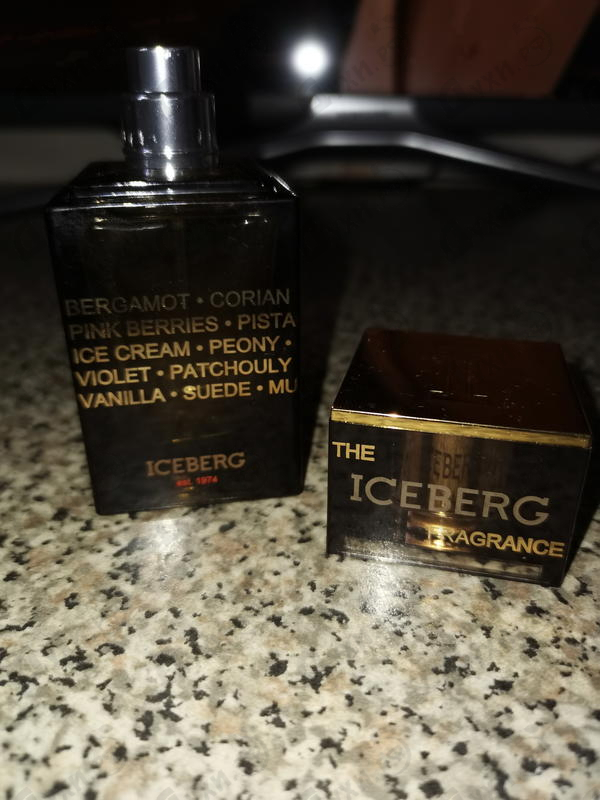 BERGAMOT • CORIAN
PINK BERRIES • PISTA
ICE CREAM • PEONY •
VIOLET • PATCHOULY
VANILLA • SUEDE • MU
ICEBERG
est. 1974
THE
ICEBERG
FRAGRANCE